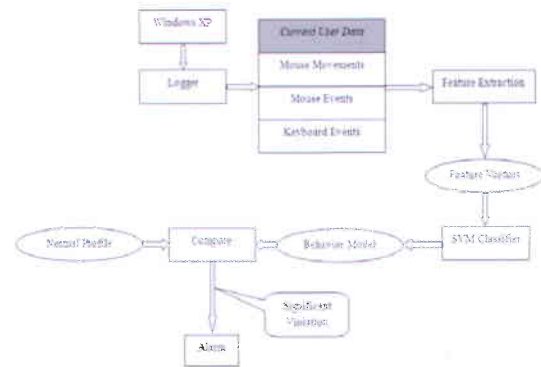 Windows XP
Logger
Current User Data
Mouse Movements
Mouse Events
Keyboard Events
Feature Extraction
Feature Vectors
SVM Classifier
Behavior Model
Compare
Normal Profile
Significant
Violation
Alarm